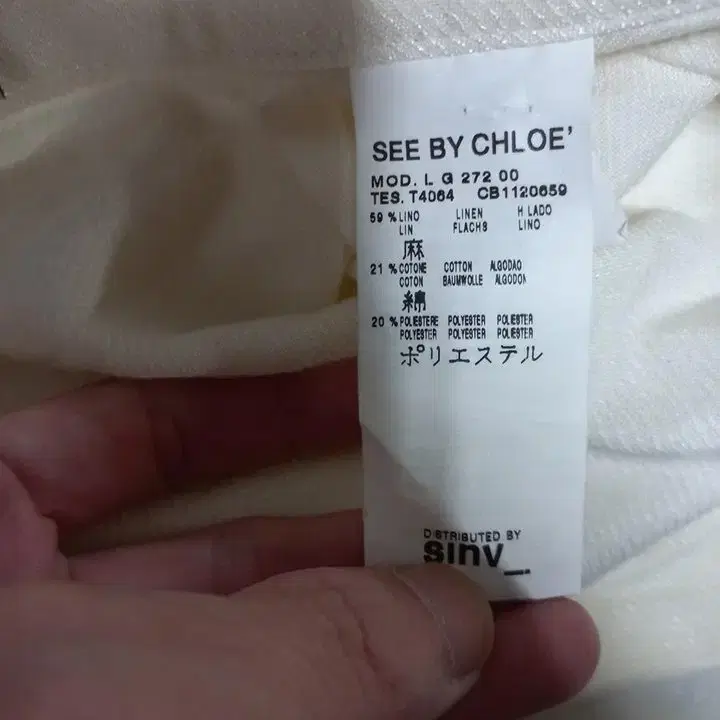 SEE BY CHLOE'
MOD. L G 272 00
TES. T4064 CB1120659
59 % LINO LINEN H LADO
LIN FLACHS LINO
麻
21 % COTONE COTTON ALGODAO
COTON BAUMWOLLE ALGODON
綿
20 % POLIESTERE POLYESTER POLIESTER
POLYESTER POLYESTER POLIESTER
ポリエステル
DISTRIBUTED BY
sinv_